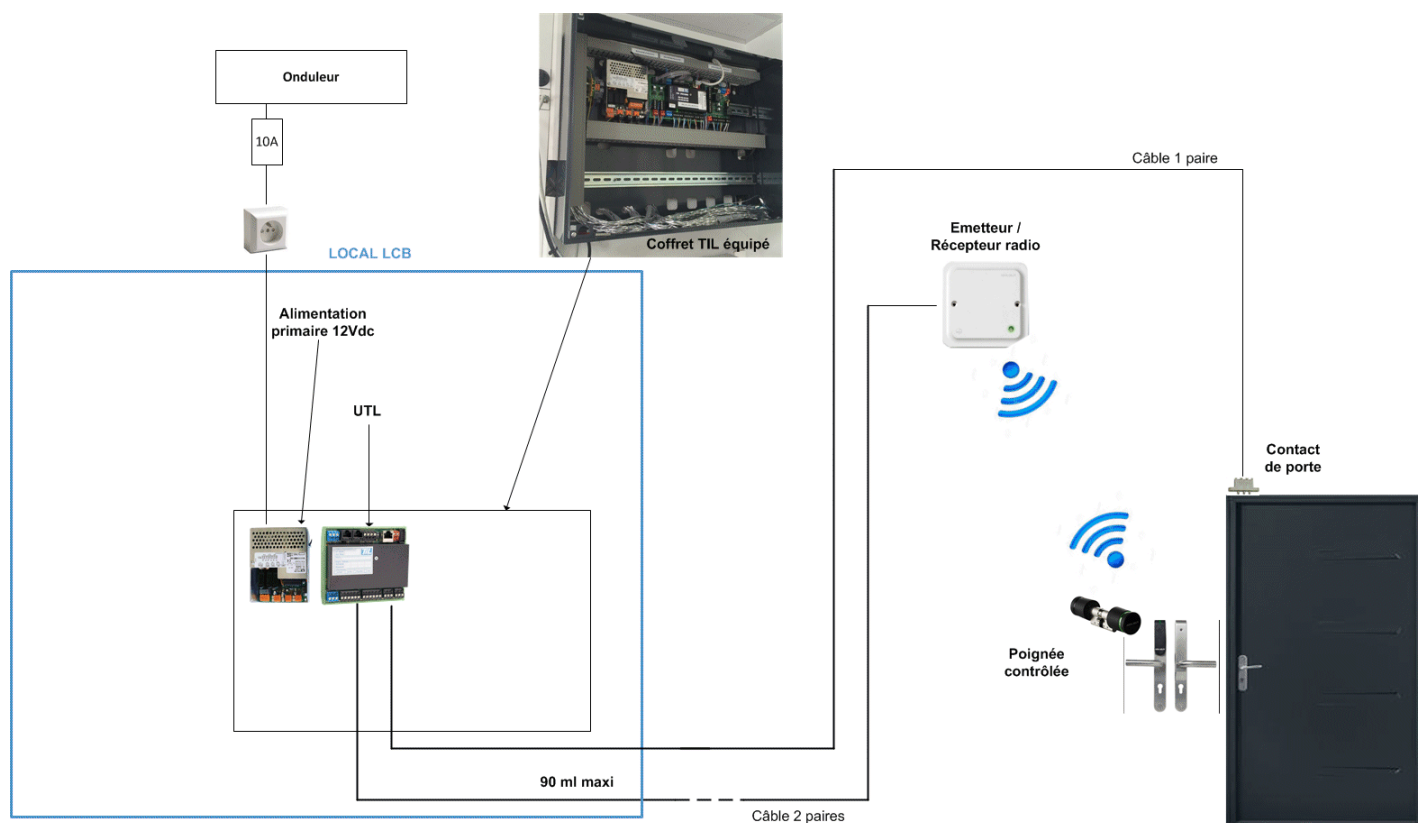 Onduleur
10A
LOCAL LCB
Coffret TIL équipé
Câble 1 paire
Emetteur /
Récepteur radio
Alimentation
primaire 12Vdc
UTL
Contact
de porte
Poignée
contrôlée
90 ml maxi
Câble 2 paires